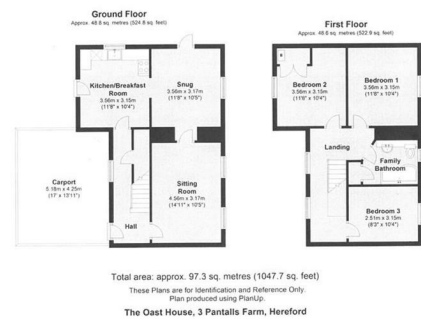 Ground Floor
Approx. 48.8 sq. metres (524.8 sq. feet)
Kitchen/Breakfast
Room
3.56m x 3.15m
(11'8" x 10'4")
Snug
3.56m x 3.17m
(11'8" x 10'5")
Carport
5.18m x 4.25m
(17' x 13'11")
Sitting
Room
4.56m x 3.17m
(14'11" x 10'5")
Hall
First Floor
Approx. 48.6 sq. metres (522.9 sq. feet)
Bedroom 2
3.56m x 3.15m
(11'8" x 10'4")
Bedroom 1
3.56m x 3.15m
(11'8" x 10'4")
Landing
Family
Bathroom
Bedroom 3
2.51m x 3.15m
(8'3" x 10'4")
Total area: approx. 97.3 sq. metres (1047.7 sq. feet)
These Plans are for Identification and Reference Only.
Plan produced using PlanUp.
The Oast House, 3 Pantalls Farm, Hereford